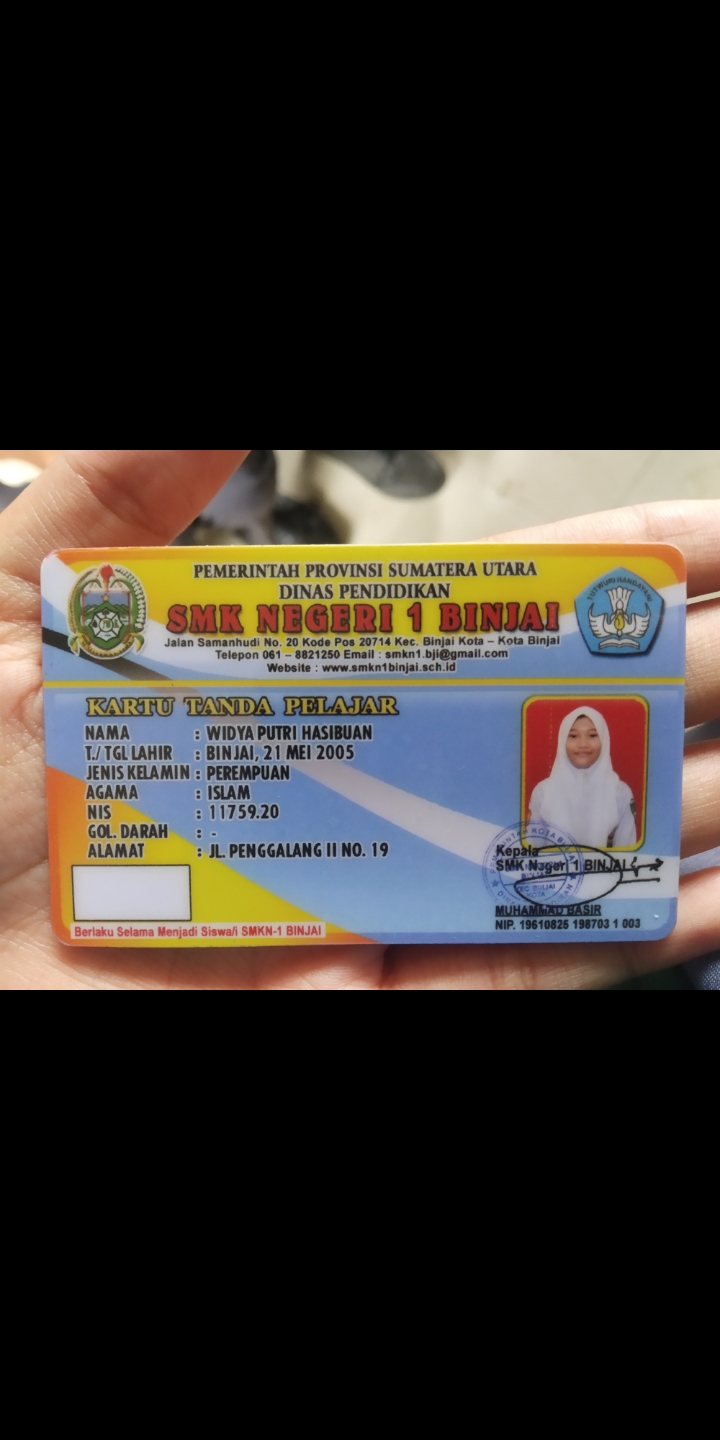 PEMERINTAH PROVINSI SUMATERA UTARA
DINAS PENDIDIKAN
SMK NEGERI 1 BINJAI
Jalan Samanhudi No. 20 Kode Pos 20714 Kec. Binjai Kota – Kota Binjai
Telepon 061 – 8821250 Email : smkn1.bji@gmail.com
Website : www.smkn1binjai.sch.id
TUT WURI HANDAYANI
KARTU TANDA PELAJAR
NAMA : WIDYA PUTRI HASIBUAN
T./ TGL LAHIR : BINJAI, 21 MEI 2005
JENIS KELAMIN : PEREMPUAN
AGAMA : ISLAM
NIS : 11759.20
GOL. DARAH : -
ALAMAT : JL. PENGGALANG II NO. 19
Kepala
SMK Negeri 1 BINJAI
MUHAMMAD BASIR
NIP. 19610825 198703 1 003
Berlaku Selama Menjadi Siswa/i SMKN-1 BINJAI